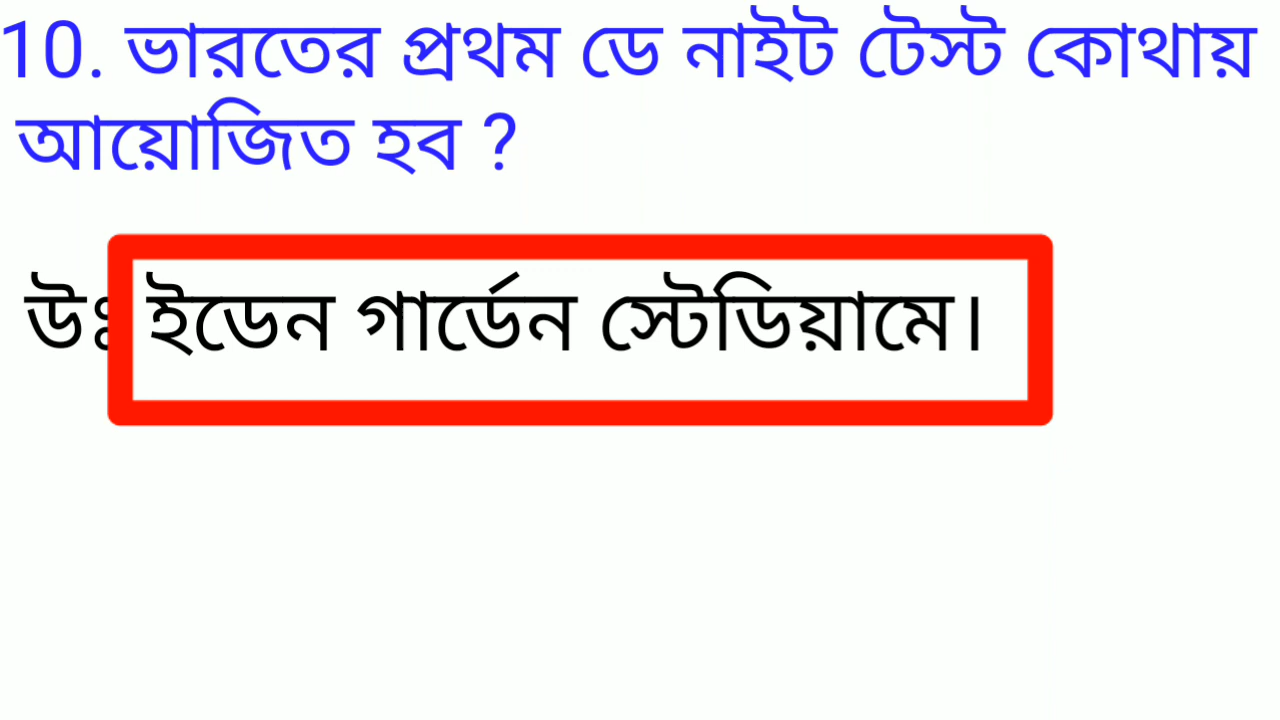 10. ভারতের প্রথম ডে নাইট টেস্ট কোথায়
আয়োজিত হব ?
উঃ ইডেন গার্ডেন স্টেডিয়ামে।